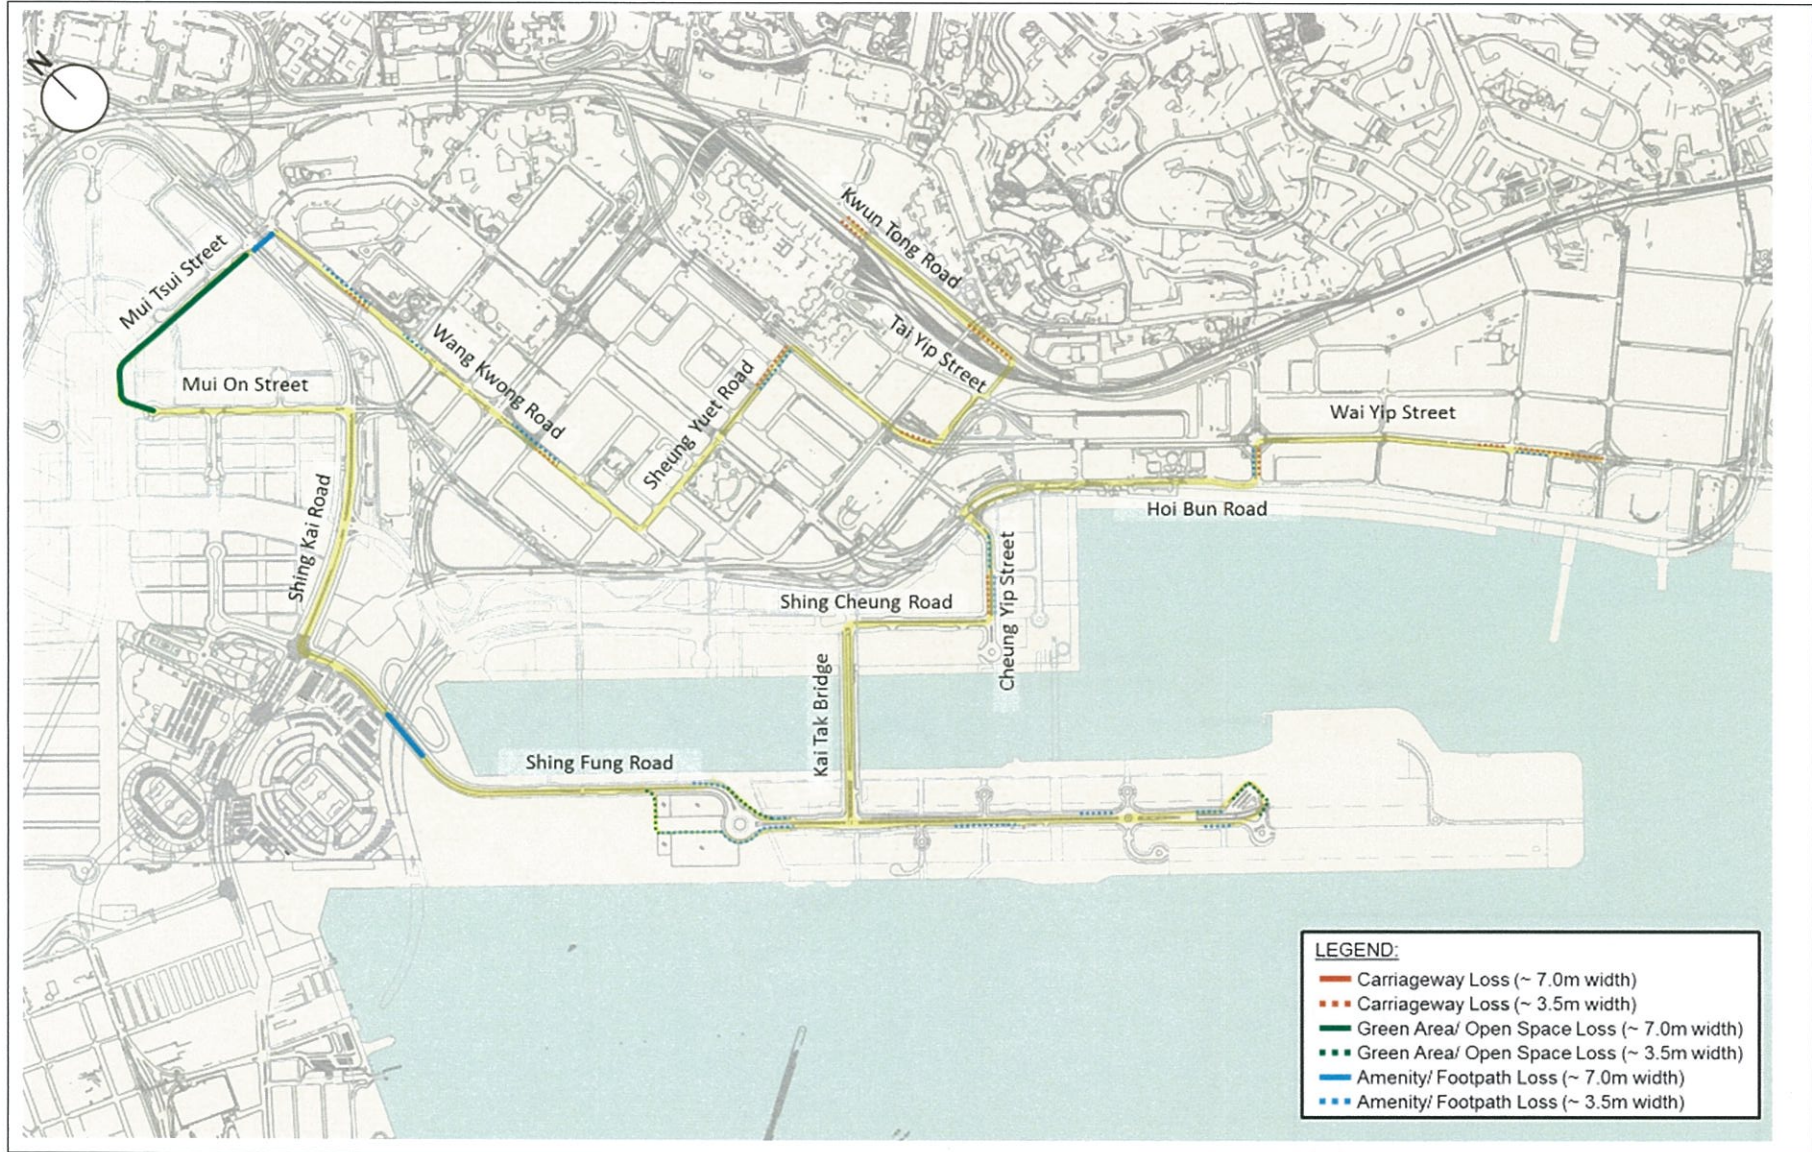 N
Kwun Tong Road
Mui Tsui Street
Tai Yip Street
Wang Kwong Road
Mui On Street
Sheung Yuet Road
Wai Yip Street
Shing Kai Road
Hoi Bun Road
Shing Cheung Road
Cheung Yip Street
Kai Tak Bridge
Shing Fung Road
LEGEND:
Carriageway Loss (~ 7.0m width)
Carriageway Loss (~ 3.5m width)
Green Area/ Open Space Loss (~ 7.0m width)
Green Area/ Open Space Loss (~ 3.5m width)
Amenity/ Footpath Loss (~ 7.0m width)
Amenity/ Footpath Loss (~ 3.5m width)